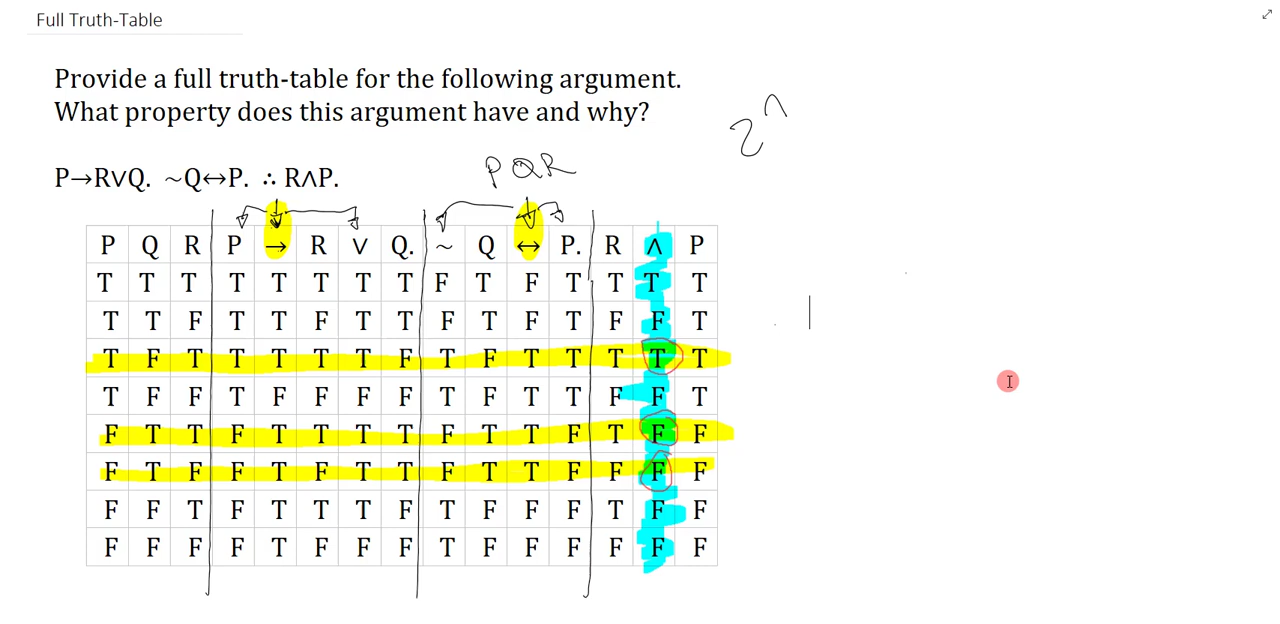 Full Truth-Table
Provide a full truth-table for the following argument.
What property does this argument have and why?
2ⁿ
P→R∨Q. ~Q↔P. ∴ R∧P.
PQR
P Q R P → R ∨ Q. ~ Q ↔ P. R ∧ P
T T T T T T T T F T F T T T T
T T F T T F T T F T F T F F T
T F T T T T T F T F T T T T T
T F F T F F F F T F T T F F T
F T T F T T T T F T T F T F F
F T F F T F T T F T T F F F F
F F T F T T T F T F F F T F F
F F F F T F F F T F F F F F F